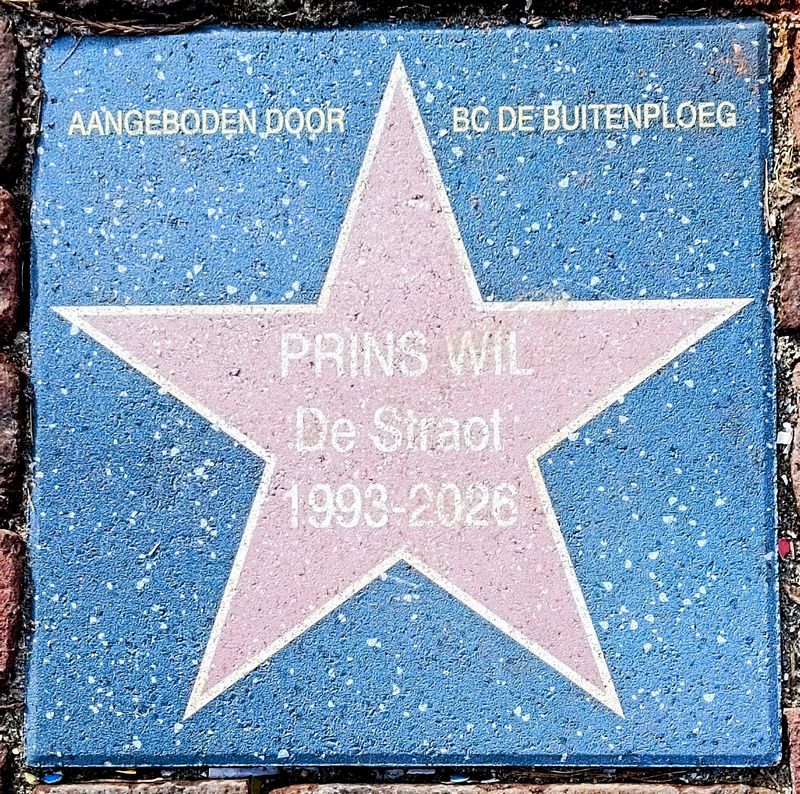 AANGEBODEN DOOR BC DE BUITENPLOEG
PRINS WIL
De Straot
1993-2026